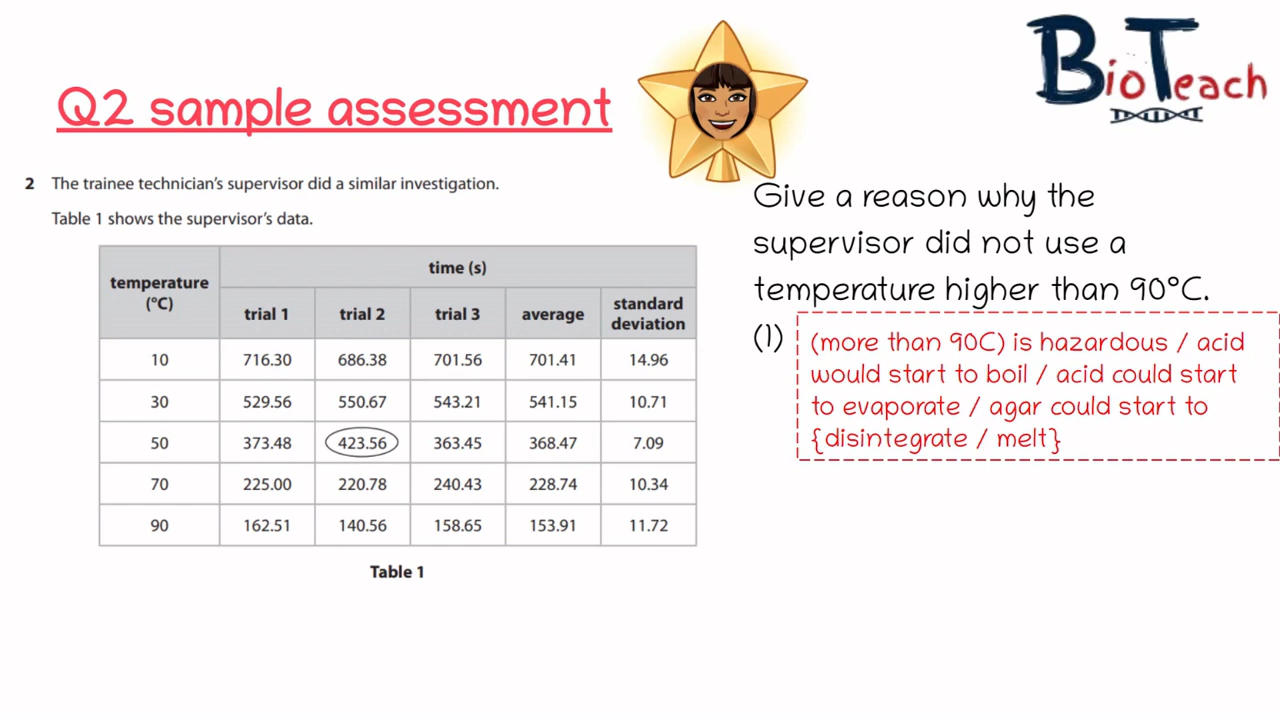 BioTeach
Q2 sample assessment
2 The trainee technician's supervisor did a similar investigation.
Table 1 shows the supervisor's data.
temperature (°C) time (s)
trial 1 trial 2 trial 3 average standard deviation
10 716.30 686.38 701.56 701.41 14.96
30 529.56 550.67 543.21 541.15 10.71
50 373.48 423.56 363.45 368.47 7.09
70 225.00 220.78 240.43 228.74 10.34
90 162.51 140.56 158.65 153.91 11.72
Table 1
Give a reason why the
supervisor did not use a
temperature higher than 90°C.
(1)
(more than 90C) is hazardous / acid
would start to boil / acid could start
to evaporate / agar could start to
{disintegrate / melt}